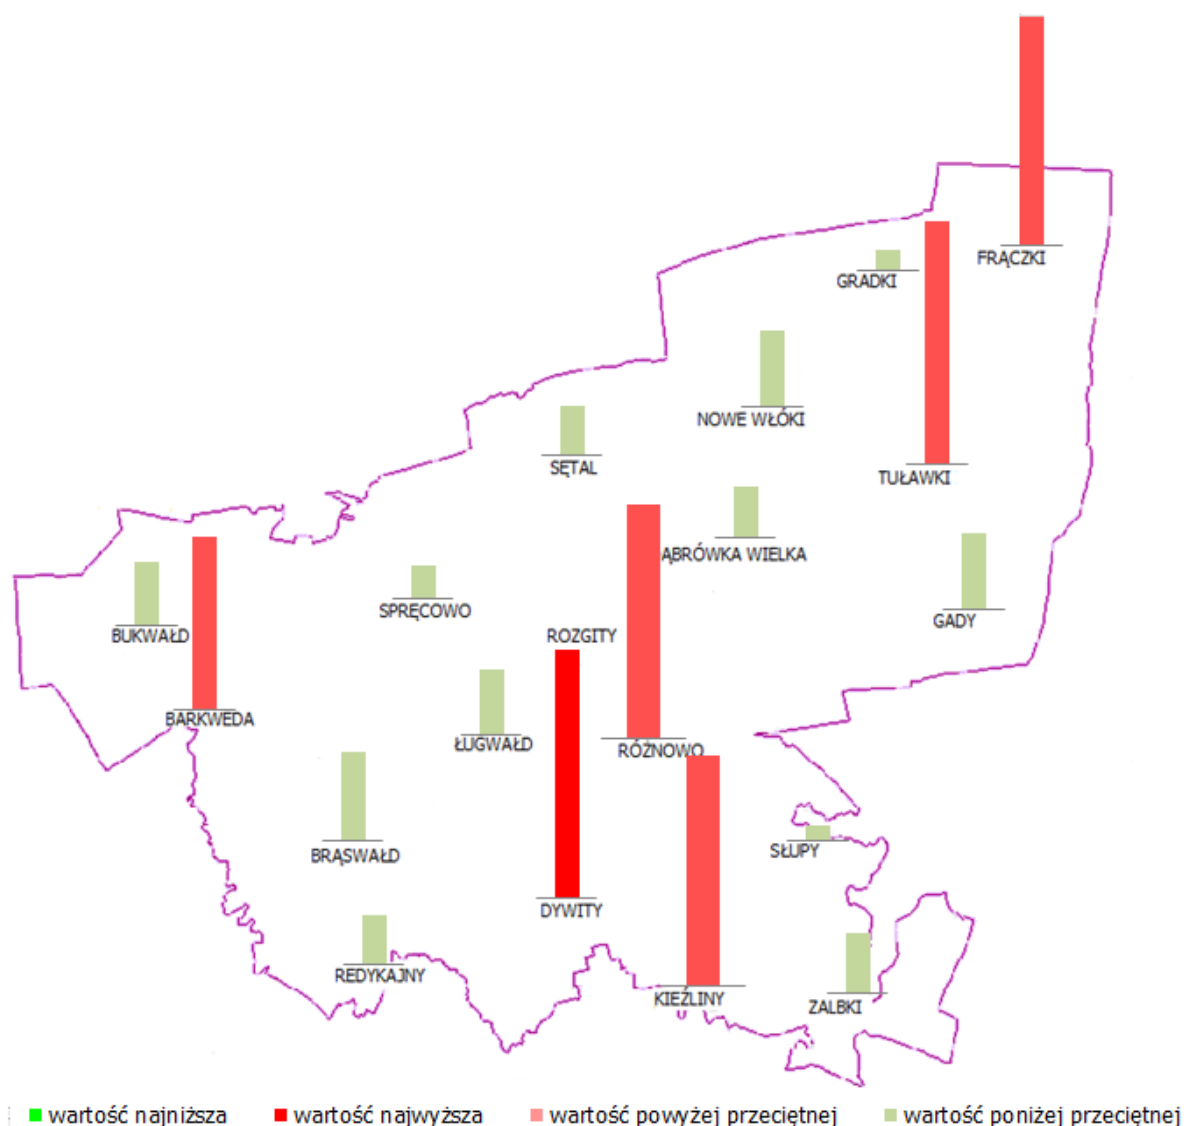 FRĄCZKI
GRADKI
NOWE WŁÓKI
SĘTAL
TUŁAWKI
ĄBRÓWKA WIELKA
SPRĘCOWO
GADY
BUKWAŁD
ROZGITY
BARKWEDA
ŁUGWAŁD
RÓŻNOWO
BRĄSWAŁD
SŁUPY
DYWITY
REDYKAJNY
KIEŹLINY
ZALBKI
wartość najniższa wartość najwyższa wartość powyżej przeciętnej wartość poniżej przeciętnej